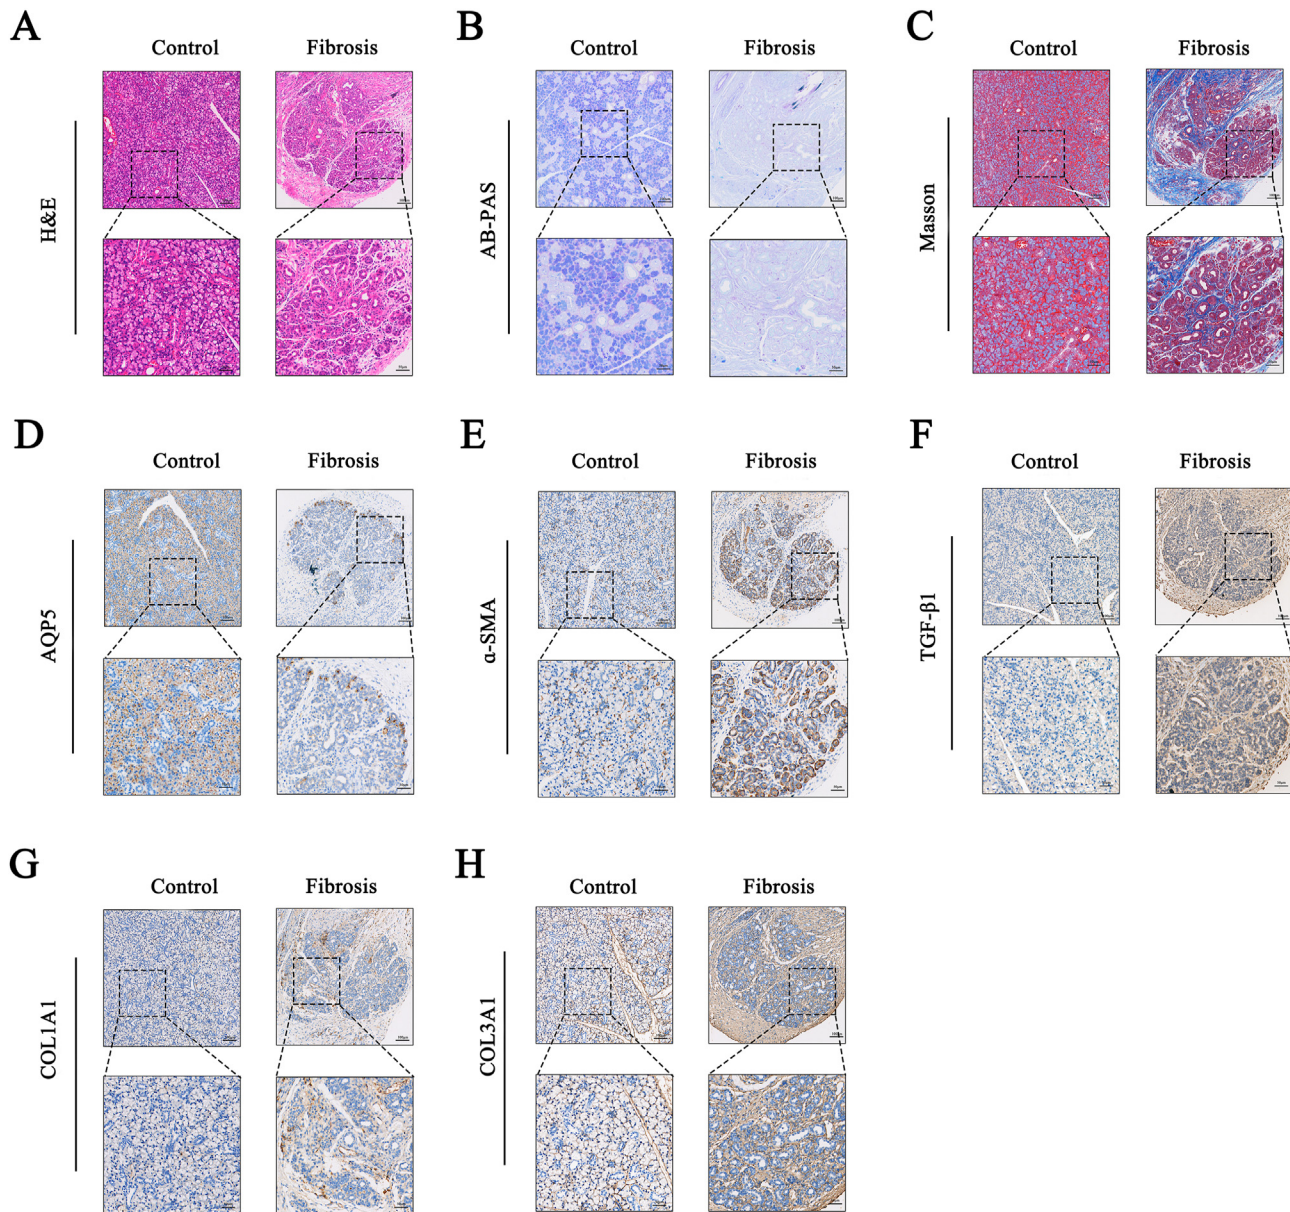 A
Control Fibrosis
H&E
B
Control Fibrosis
AB-PAS
C
Control Fibrosis
Masson
D
Control Fibrosis
AQP5
E
Control Fibrosis
α-SMA
F
Control Fibrosis
TGF-β1
G
Control Fibrosis
COL1A1
H
Control Fibrosis
COL3A1